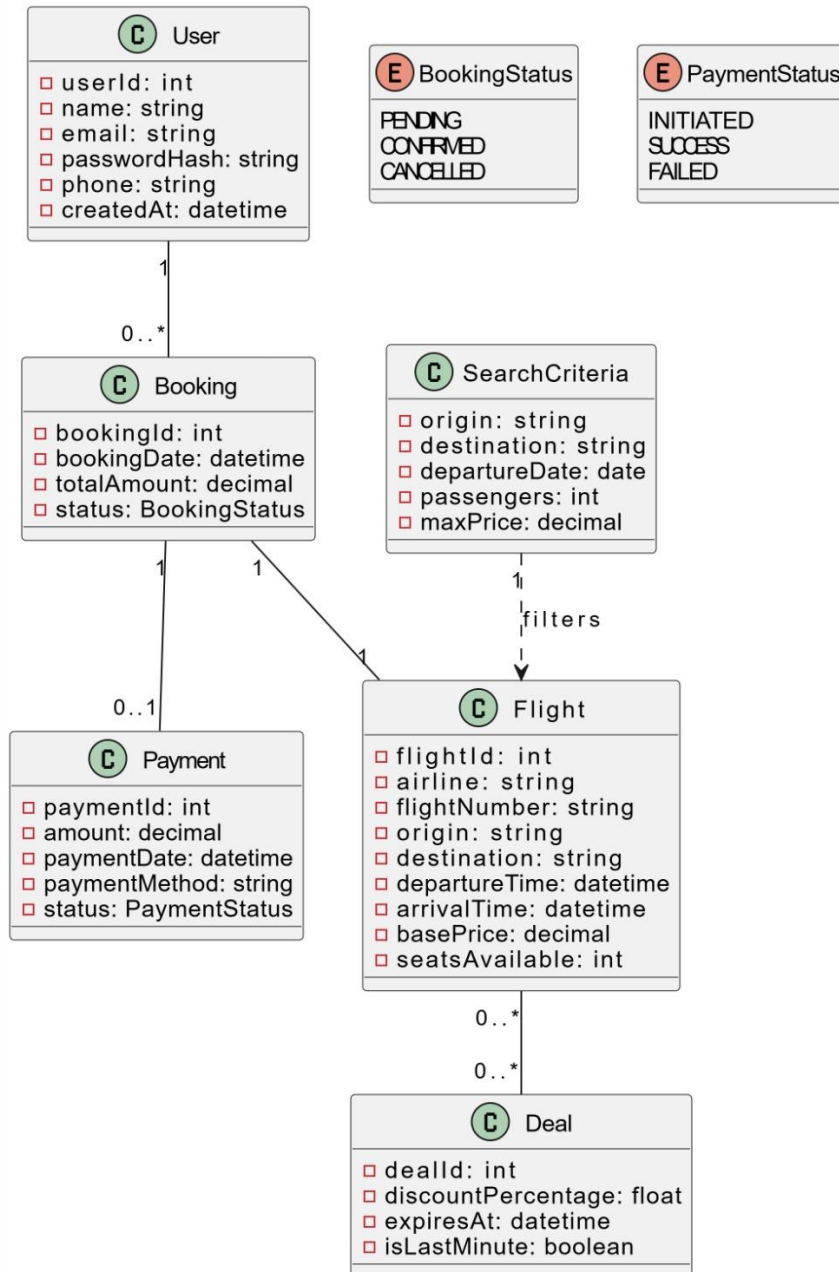 C User
userId: int
name: string
email: string
passwordHash: string
phone: string
createdAt: datetime
E BookingStatus
PENDING
CONFIRMED
CANCELLED
E PaymentStatus
INITIATED
SUCCESS
FAILED
1
0..*
C Booking
bookingId: int
bookingDate: datetime
totalAmount: decimal
status: BookingStatus
C SearchCriteria
origin: string
destination: string
departureDate: date
passengers: int
maxPrice: decimal
1
1
1
filters
1
0..1
C Payment
paymentId: int
amount: decimal
paymentDate: datetime
paymentMethod: string
status: PaymentStatus
C Flight
flightId: int
airline: string
flightNumber: string
origin: string
destination: string
departureTime: datetime
arrivalTime: datetime
basePrice: decimal
seatsAvailable: int
0..*
0..*
C Deal
dealId: int
discountPercentage: float
expiresAt: datetime
isLastMinute: boolean